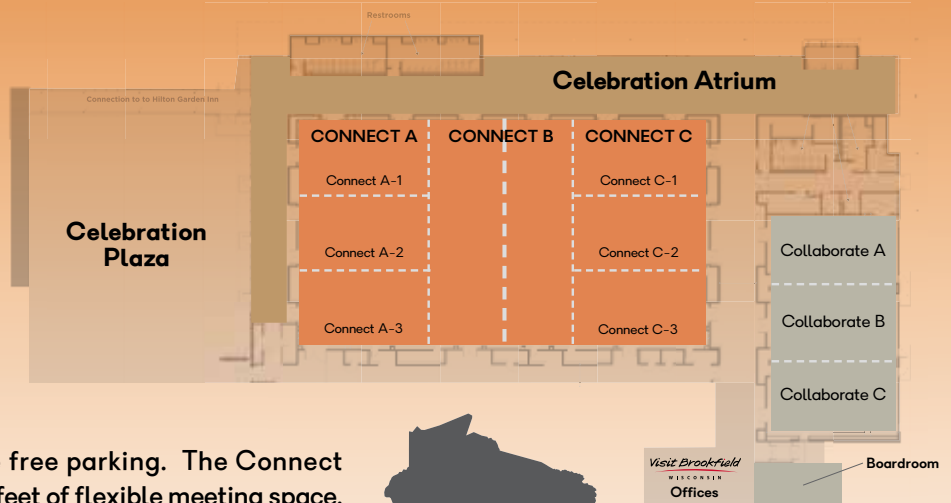 Restrooms
Celebration Atrium
Connection to to Hilton Garden Inn
CONNECT A
CONNECT B
CONNECT C
Connect A-1
Connect C-1
Celebration
Plaza
Connect A-2
Connect C-2
Collaborate A
Connect A-3
Connect C-3
Collaborate B
Collaborate C
free parking. The Connect
feet of flexible meeting space.
Visit Brookfield
WISCONSIN
Offices
Boardroom